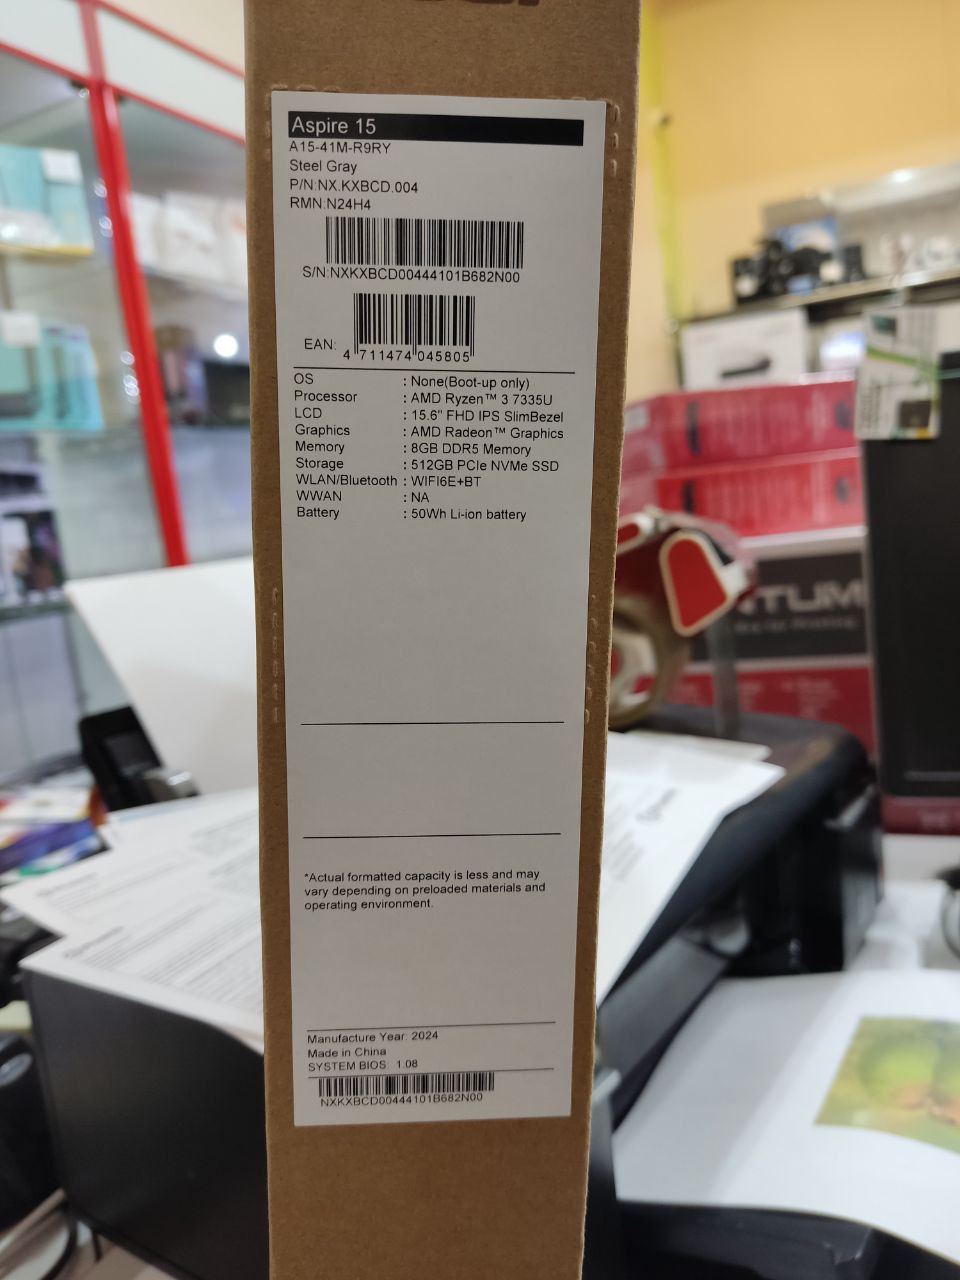 Aspire 15
A15-41M-R9RY
Steel Gray
P/N:NX.KXBCD.004
RMN:N24H4
S/N:NXKXBCD00444101B682N00
EAN: 4 711474 045805
OS : None(Boot-up only)
Processor : AMD Ryzen™ 3 7335U
LCD : 15.6" FHD IPS SlimBezel
Graphics : AMD Radeon™ Graphics
Memory : 8GB DDR5 Memory
Storage : 512GB PCIe NVMe SSD
WLAN/Bluetooth : WIFI6E+BT
WWAN : NA
Battery : 50Wh Li-ion battery
*Actual formatted capacity is less and may
vary depending on preloaded materials and
operating environment.
Manufacture Year: 2024
Made in China
SYSTEM BIOS: 1.08
NXKXBCD00444101B682N00
NTUM